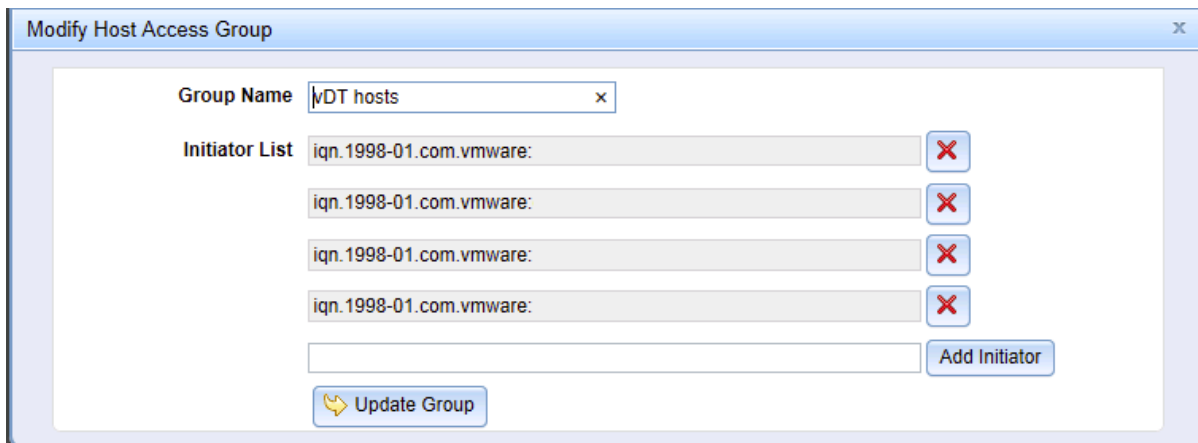 Modify Host Access Group x
Group Name vDT hosts ×
Initiator List iqn.1998-01.com.vmware:
iqn.1998-01.com.vmware:
iqn.1998-01.com.vmware:
iqn.1998-01.com.vmware:
Add Initiator
Update Group